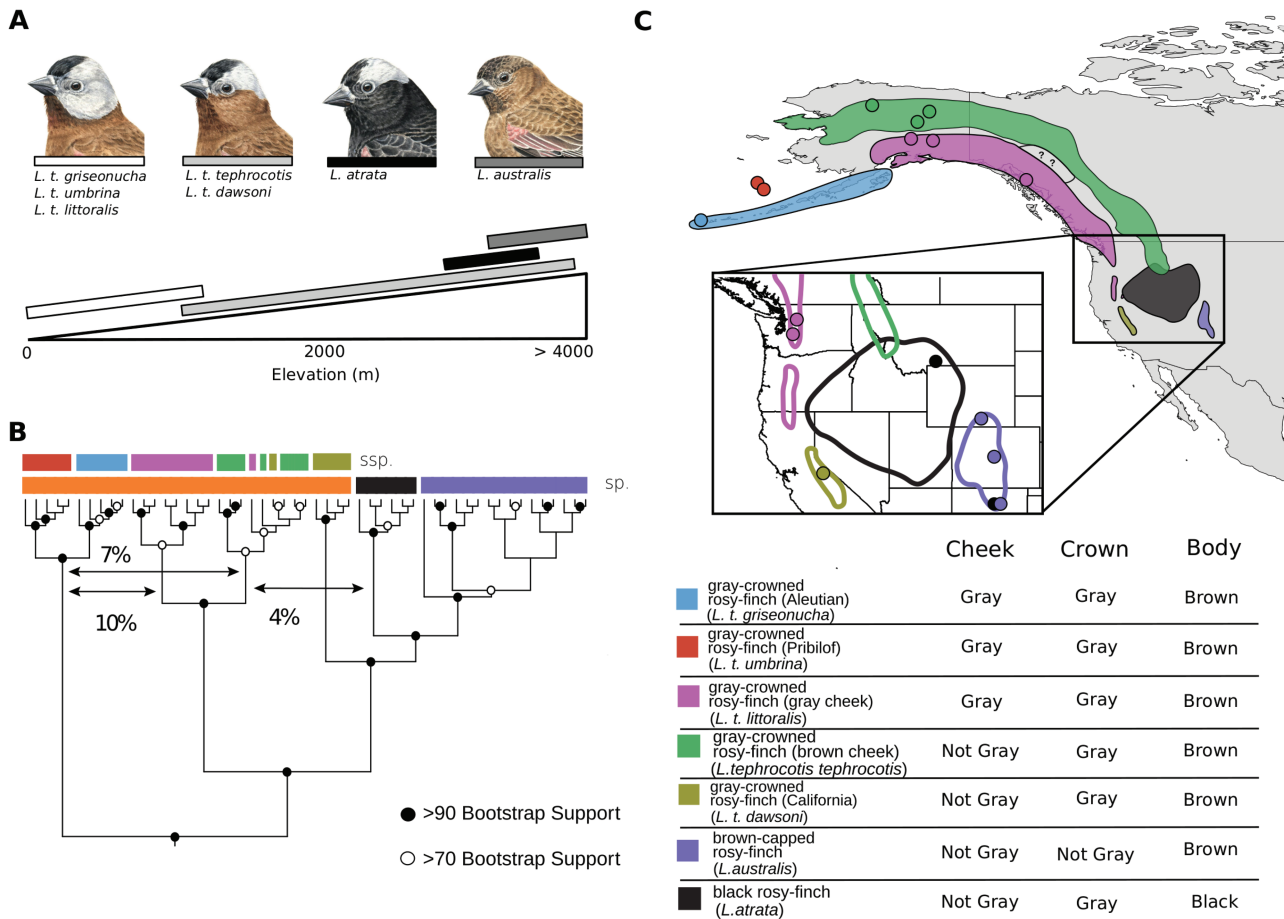 A
L. t. griseonucha
L. t. umbrina
L. t. littoralis
L. t. tephrocotis
L. t. dawsoni
L. atrata
L. australis
0
2000
> 4000
Elevation (m)
B
ssp.
sp.
7%
10%
4%
>90 Bootstrap Support
>70 Bootstrap Support
C
? ?
Cheek Crown Body
gray-crowned
rosy-finch (Aleutian)
(L. t. griseonucha)
Gray Gray Brown
gray-crowned
rosy-finch (Pribilof)
(L. t. umbrina)
Gray Gray Brown
gray-crowned
rosy-finch (gray cheek)
(L. t. littoralis)
Gray Gray Brown
gray-crowned
rosy-finch (brown cheek)
(L.tephrocotis tephrocotis)
Not Gray Gray Brown
gray-crowned
rosy-finch (California)
(L. t. dawsoni)
Not Gray Gray Brown
brown-capped
rosy-finch
(L.australis)
Not Gray Not Gray Brown
black rosy-finch
(L.atrata)
Not Gray Gray Black